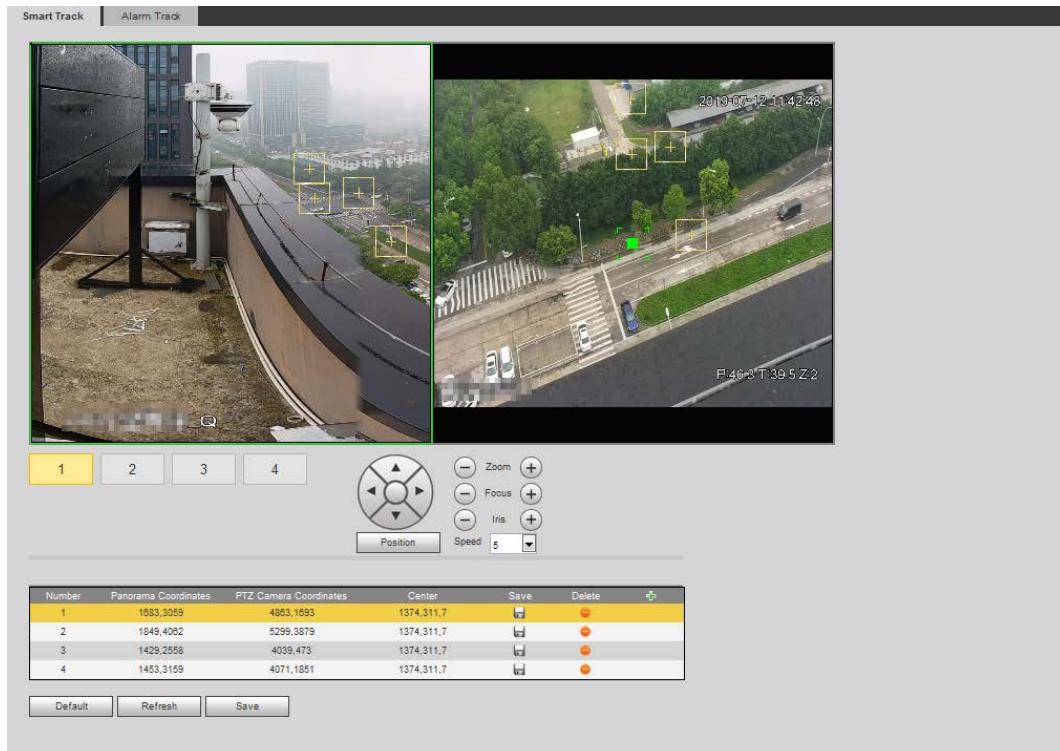 Smart Track Alarm Track
2019-07-12 11:42:48
P:46.8 T:39.5 Z:2
Q
1 2 3 4
Zoom
Focus
Iris
Position Speed 5
Number Panorama Coordinates PTZ Camera Coordinates Center Save Delete
1 1683,3059 4863,1693 1374,311,7
2 1849,4062 5299,3879 1374,311,7
3 1429,2558 4039,473 1374,311,7
4 1453,3159 4071,1851 1374,311,7
Default Refresh Save